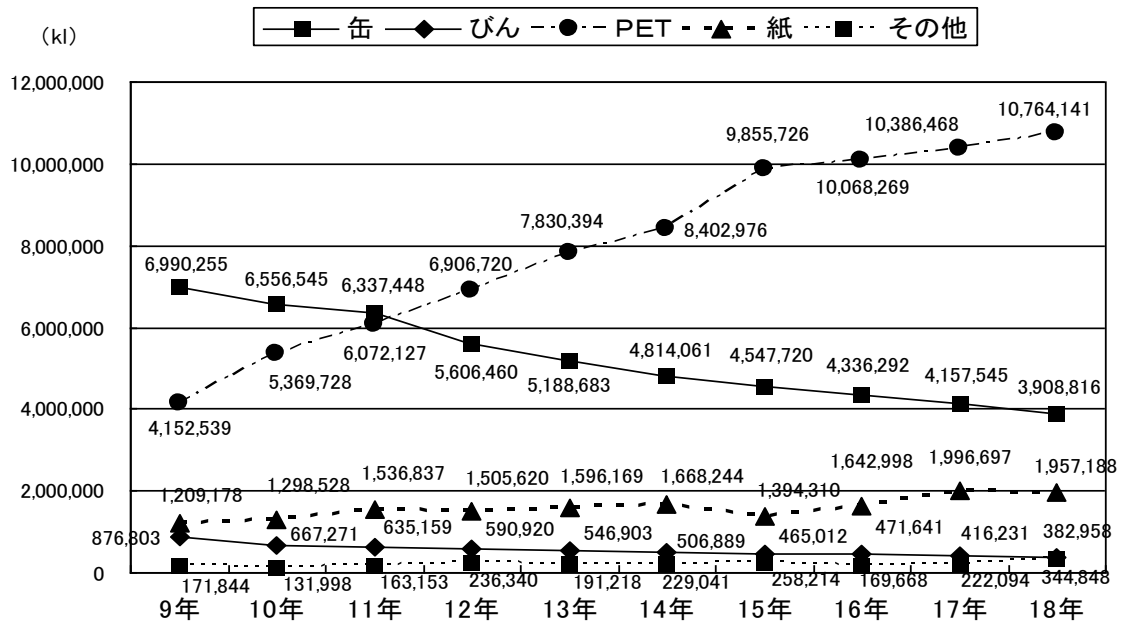 （kl）
缶 びん PET 紙 その他
12,000,000
10,000,000
8,000,000
6,000,000
4,000,000
2,000,000
0
6,990,255 6,556,545 6,337,448 5,606,460 5,188,683 4,814,061 4,547,720 4,336,292 4,157,545 3,908,816
4,152,539 5,369,728 6,072,127 6,906,720 7,830,394 8,402,976 9,855,726 10,068,269 10,386,468 10,764,141
1,209,178 1,298,528 1,536,837 1,505,620 1,596,169 1,668,244 1,394,310 1,642,998 1,996,697 1,957,188
876,803 667,271 635,159 590,920 546,903 506,889 465,012 471,641 416,231 382,958
171,844 131,998 163,153 236,340 191,218 229,041 258,214 169,668 222,094 344,848
9年 10年 11年 12年 13年 14年 15年 16年 17年 18年